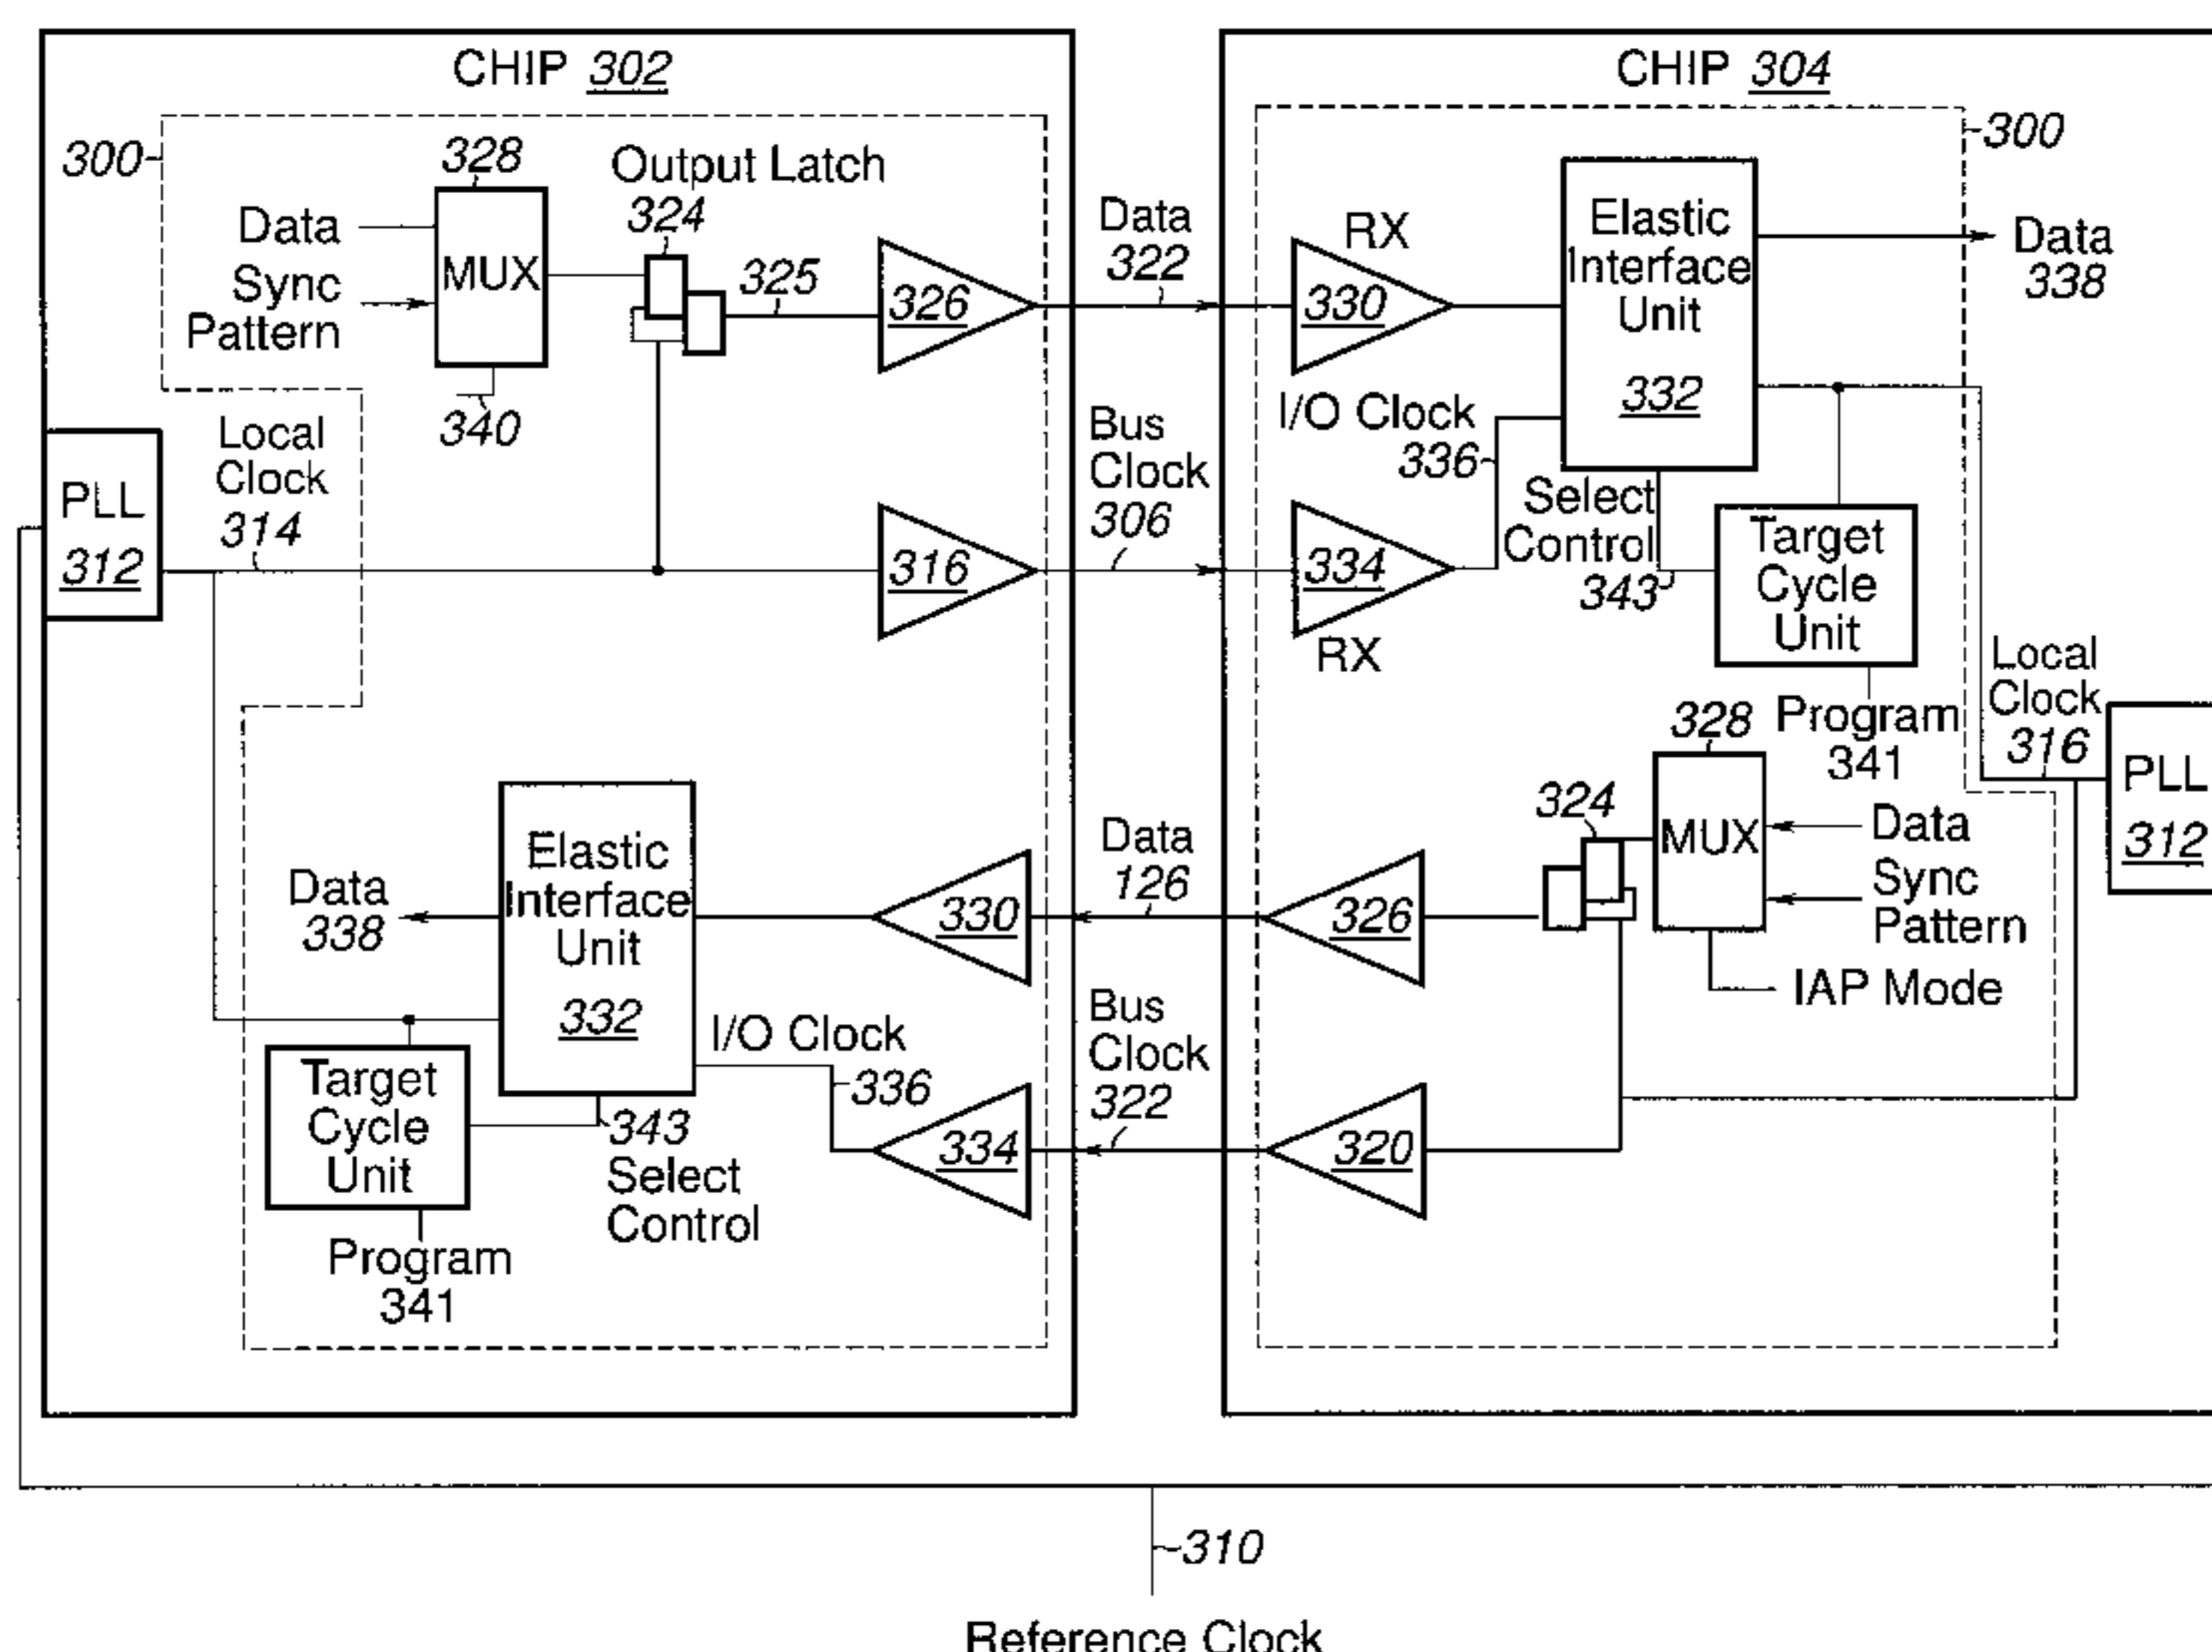 CHIP 302
300
328
Output Latch
324
Data
Sync
Pattern
MUX
325
326
340
Local
Clock
314
PLL
312
316
Data
322
Bus
Clock
306
Elastic
Interface
Unit
332
Data
338
330
I/O Clock
336
334
Target
Cycle
Unit
343
Select
Control
Program
341
Data
126
Bus
Clock
322
CHIP 304
300
RX
330
Elastic
Interface
Unit
332
Data
338
I/O Clock
336
334
RX
Select
Control
343
Target
Cycle
Unit
Program
341
Local
Clock
316
PLL
312
328
324
MUX
Data
Sync
Pattern
IAP Mode
326
320
310
Reference Clock